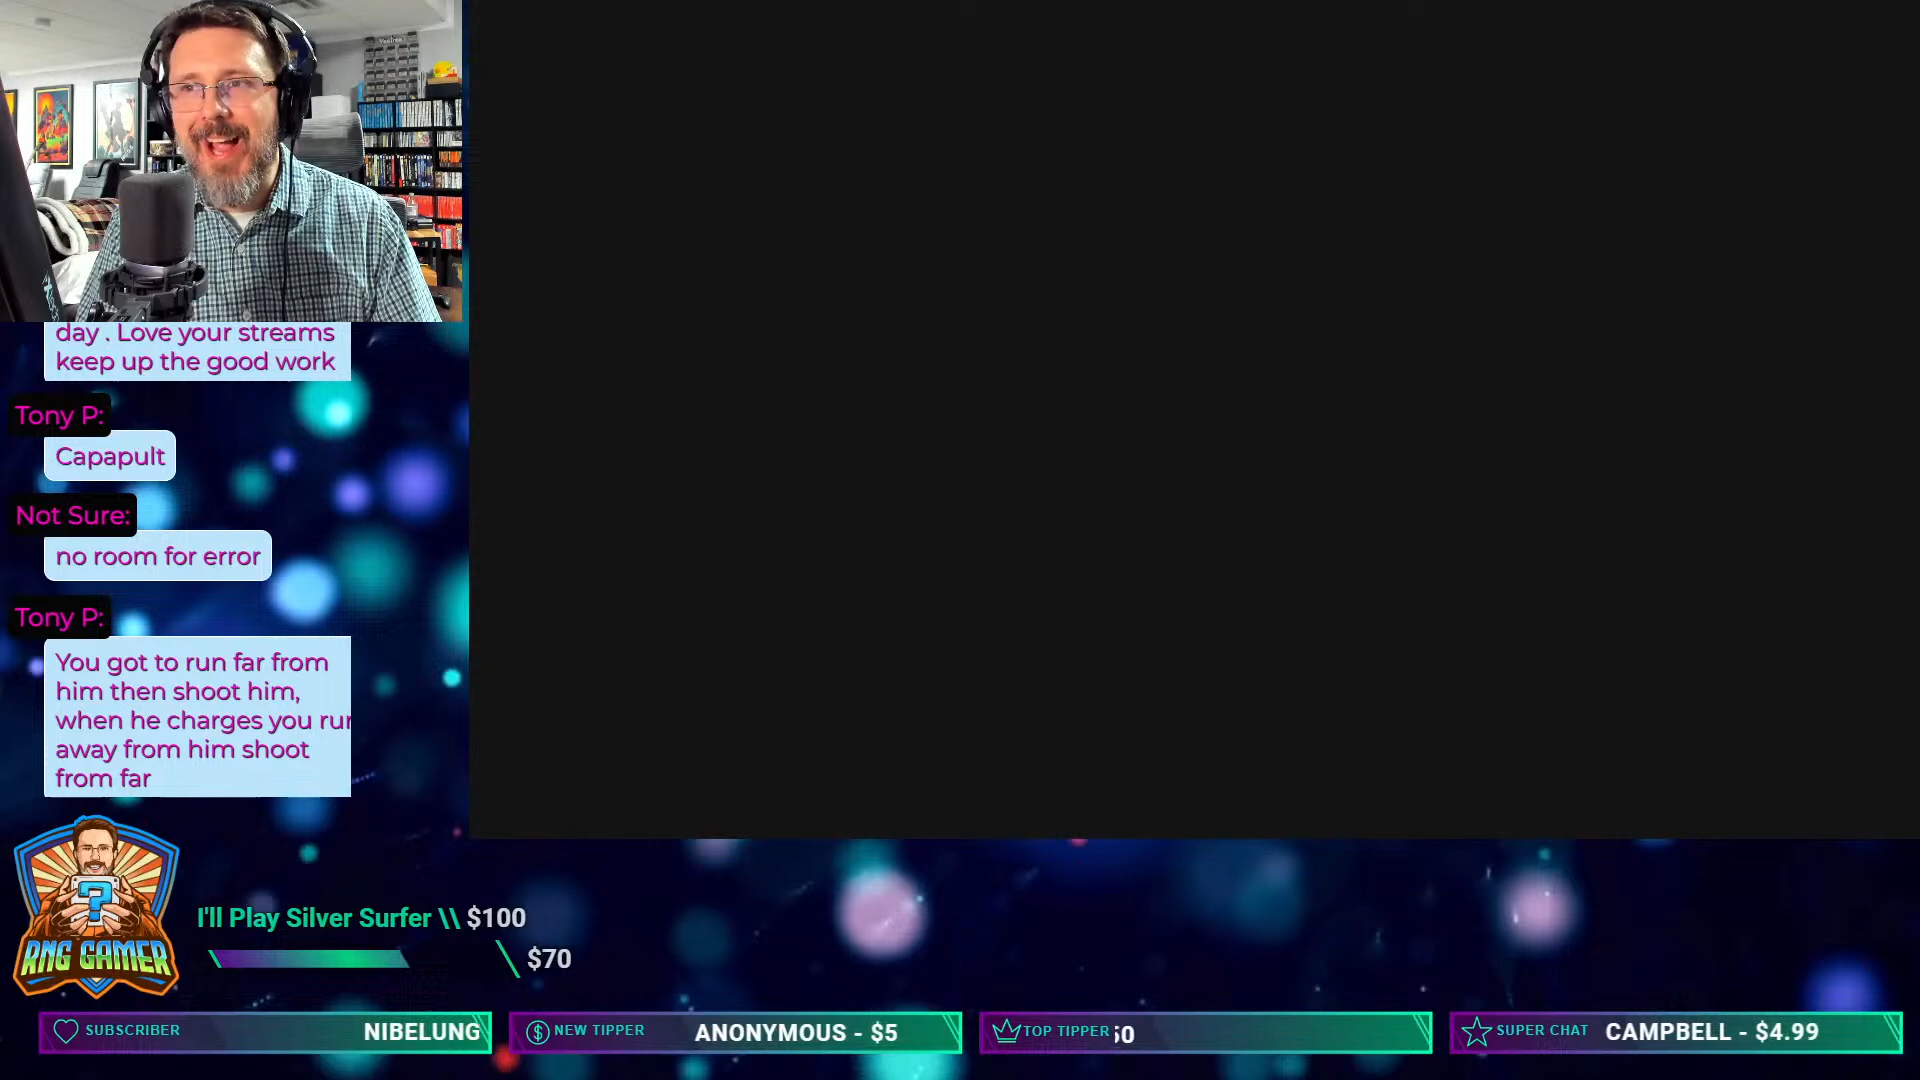 day . Love your streams
keep up the good work
Tony P:
Capapult
Not Sure:
no room for error
Tony P:
You got to run far from
him then shoot him,
when he charges you run
away from him shoot
from far
?
RNG GAMER
I'll Play Silver Surfer \\ $100
$70
SUBSCRIBER NIBELUNG
NEW TIPPER ANONYMOUS - $5
TOP TIPPER 50
SUPER CHAT CAMPBELL - $4.99